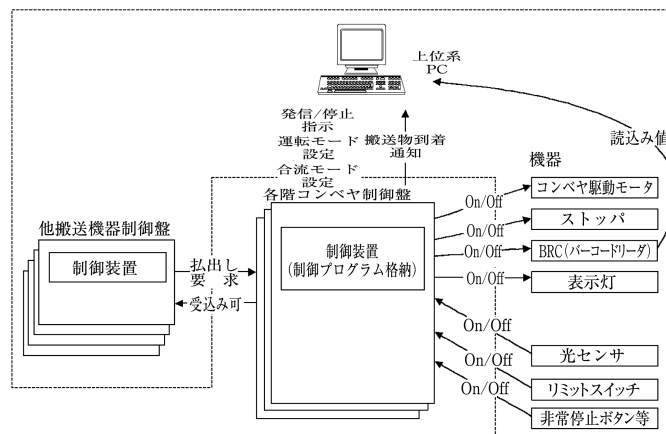 上位系
PC
発信/停止
指示
運転モード
設定
合流モード
設定
搬送物到着
通知
読込み値
機器
コンベヤ駆動モータ
ストッパ
BRC(バーコードリーダ)
表示灯
On/Off
On/Off
On/Off
On/Off
各階コンベヤ制御盤
制御装置
(制御プログラム格納)
他搬送機器制御盤
制御装置
払出し
要 求
受込み可
On/Off
On/Off
On/Off
光センサ
リミットスイッチ
非常停止ボタン等